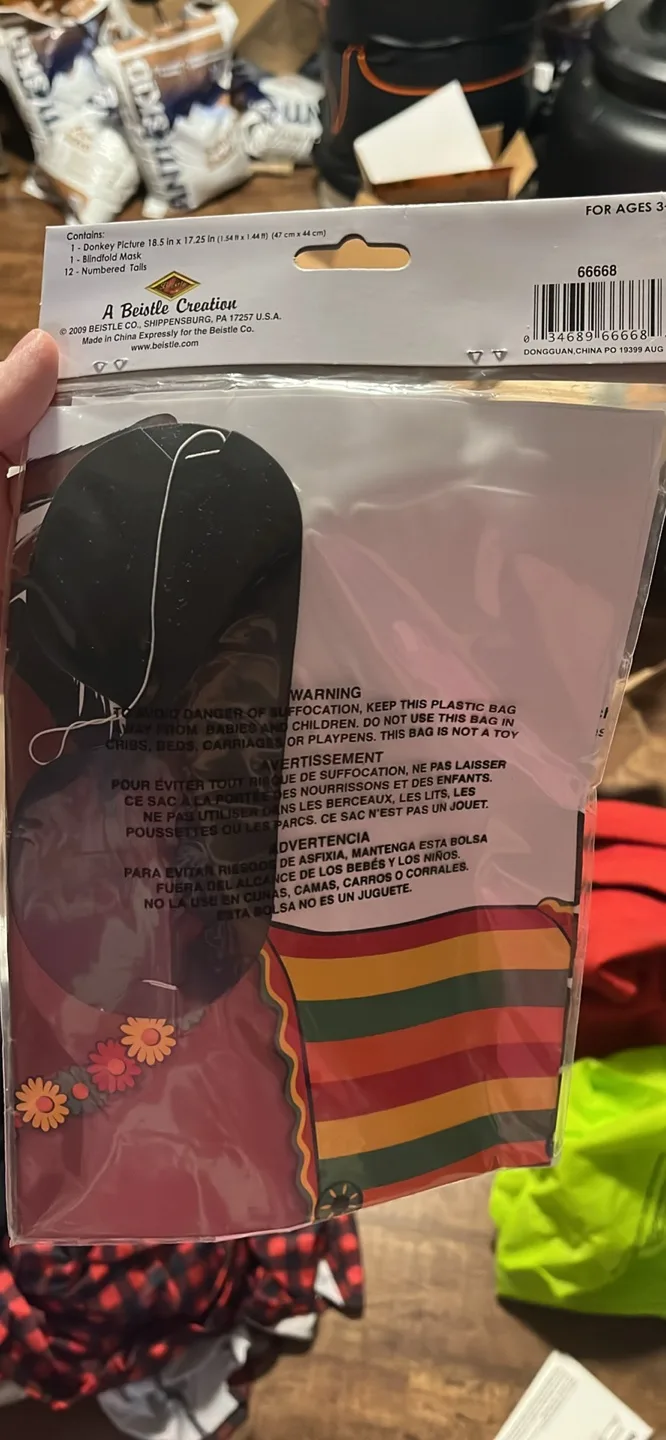 Contains:
1 - Donkey Picture 18.5 in x 17.25 in (1.54 ft x 1.44 ft) (47 cm x 44 cm)
1 - Blindfold Mask
12 - Numbered Tails
A Beistle Creation
© 2009 BEISTLE CO., SHIPPENSBURG, PA 17257 U.S.A.
Made in China Expressly for the Beistle Co.
www.beistle.com
FOR AGES 3
66668
0 34689 66668
DONGGUAN,CHINA PO 19399 AUG
WARNING
TO AVOID DANGER OF SUFFOCATION, KEEP THIS PLASTIC BAG
AWAY FROM BABIES AND CHILDREN. DO NOT USE THIS BAG IN
CRIBS, BEDS, CARRIAGES OR PLAYPENS. THIS BAG IS NOT A TOY
AVERTISSEMENT
POUR ÉVITER TOUT RISQUE DE SUFFOCATION, NE PAS LAISSER
CE SAC À LA PORTÉE DES NOURRISSONS ET DES ENFANTS.
NE PAS UTILISER DANS LES BERCEAUX, LES LITS, LES
POUSSETTES OU LES PARCS. CE SAC N'EST PAS UN JOUET.
ADVERTENCIA
PARA EVITAR RIESGOS DE ASFIXIA, MANTENGA ESTA BOLSA
FUERA DEL ALCANCE DE LOS BEBÉS Y LOS NIÑOS.
NO LA USE EN CUNAS, CAMAS, CARROS O CORRALES.
ESTA BOLSA NO ES UN JUGUETE.